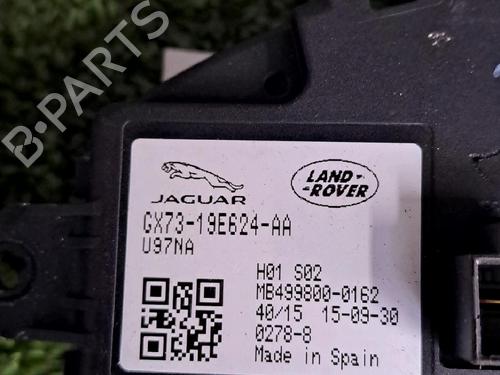 B-PARTS
JAGUAR
LAND ROVER
GX73-19E624-AA
U97NA
H01 S02
MB499800-0162
40/15 15-09-30
0278-8
Made in Spain